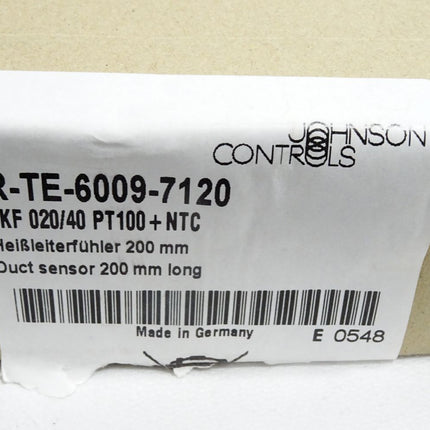 JOHNSON
CONTROLS
R-TE-6009-7120
KF 020/40 PT100 + NTC
Heißleiterfühler 200 mm
Duct sensor 200 mm long
Made in Germany
E 0548